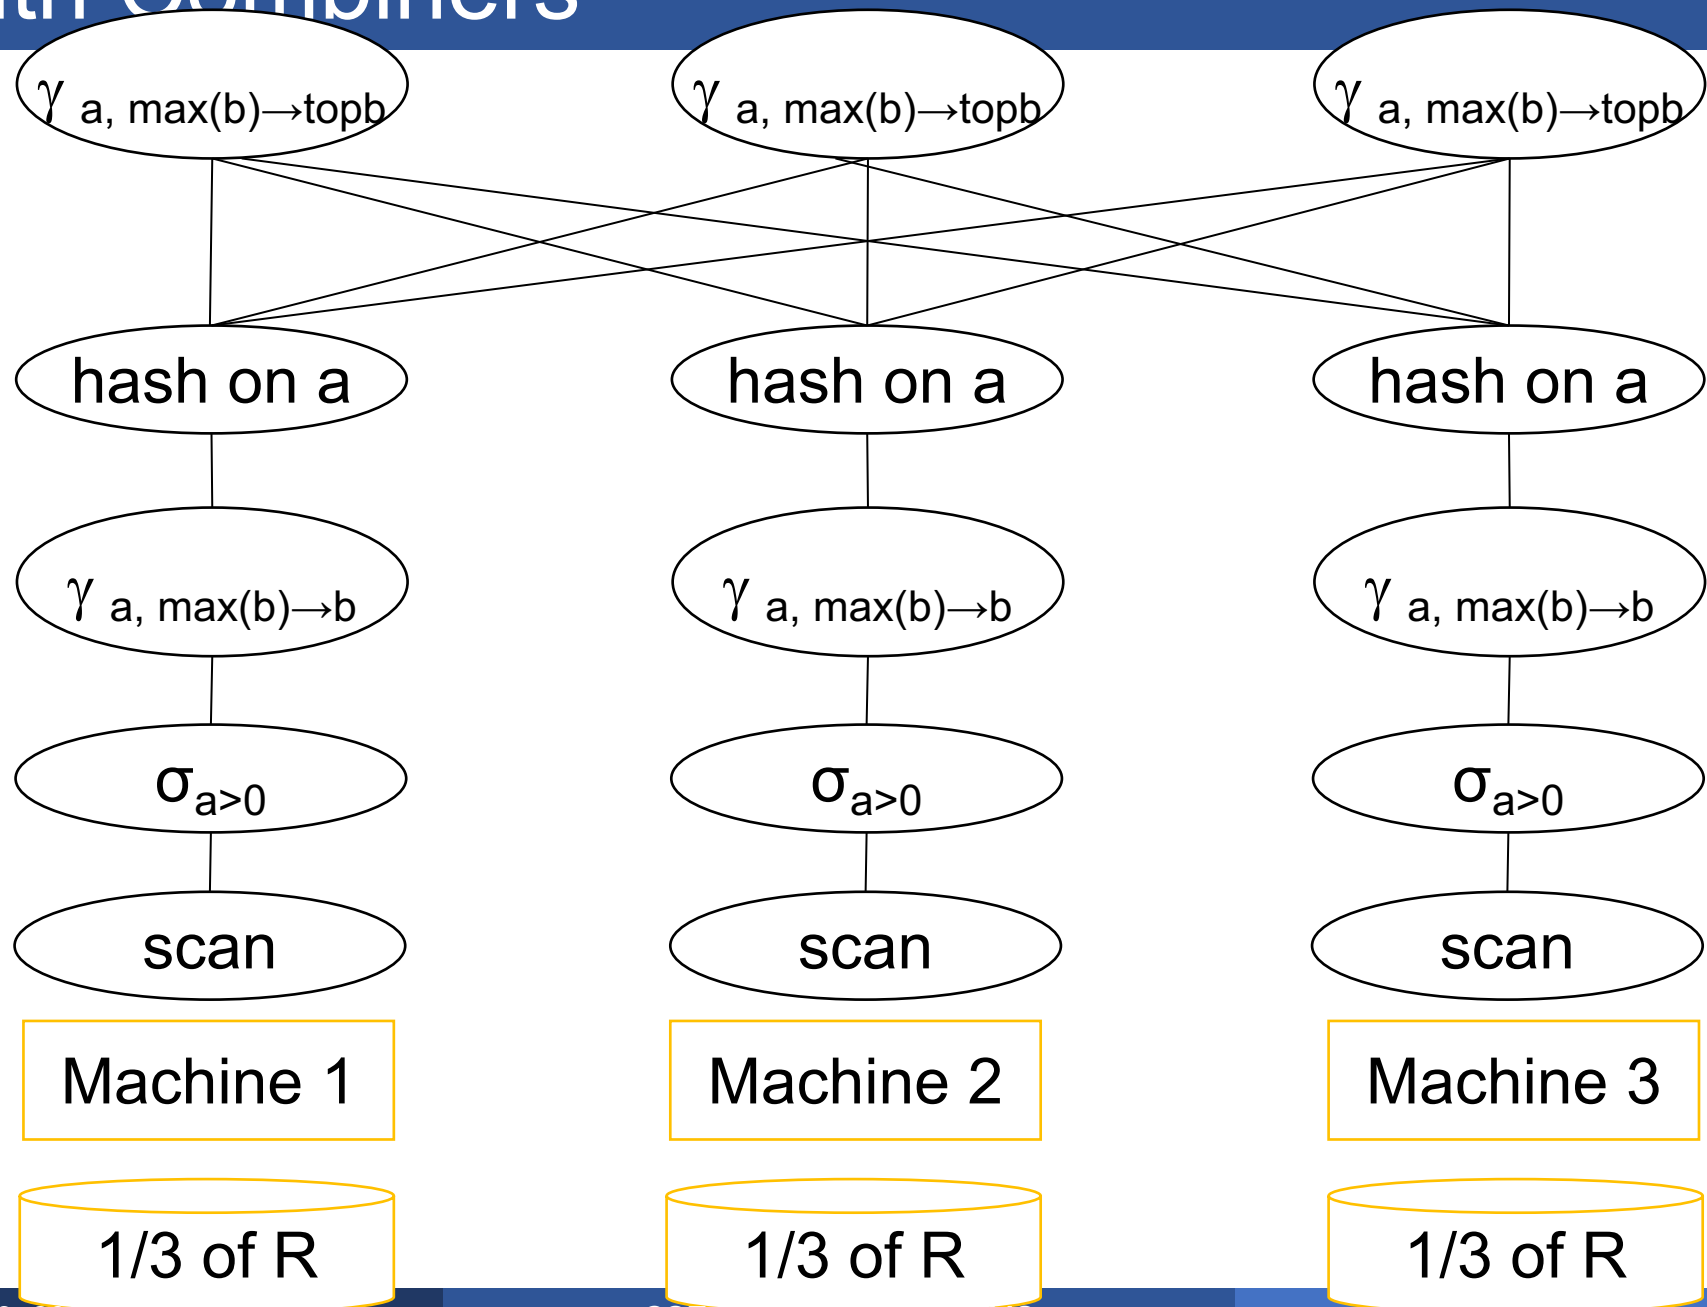 Combiners
γ a, max(b)→topb γ a, max(b)→topb γ a, max(b)→topb
hash on a hash on a hash on a
γ a, max(b)→b γ a, max(b)→b γ a, max(b)→b
σa>0 σa>0 σa>0
scan scan scan
Machine 1 Machine 2 Machine 3
1/3 of R 1/3 of R 1/3 of R